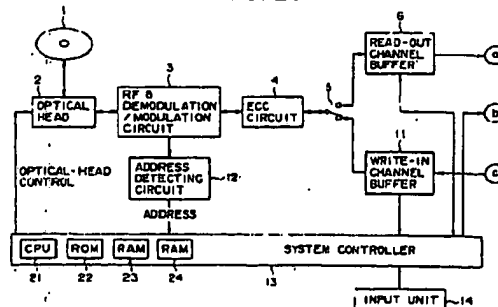 1
6
READ-OUT
CHANNEL
BUFFER
a
2
OPTICAL
HEAD
3
RF &
DEMODULATION
/MODULATION
CIRCUIT
4
ECC
CIRCUIT
5
b
11
WRITE-IN
CHANNEL
BUFFER
c
OPTICAL-HEAD
CONTROL
ADDRESS
DETECTING
CIRCUIT
12
ADDRESS
CPU
ROM
RAM
RAM
SYSTEM CONTROLLER
21
22
23
24
13
INPUT UNIT
14